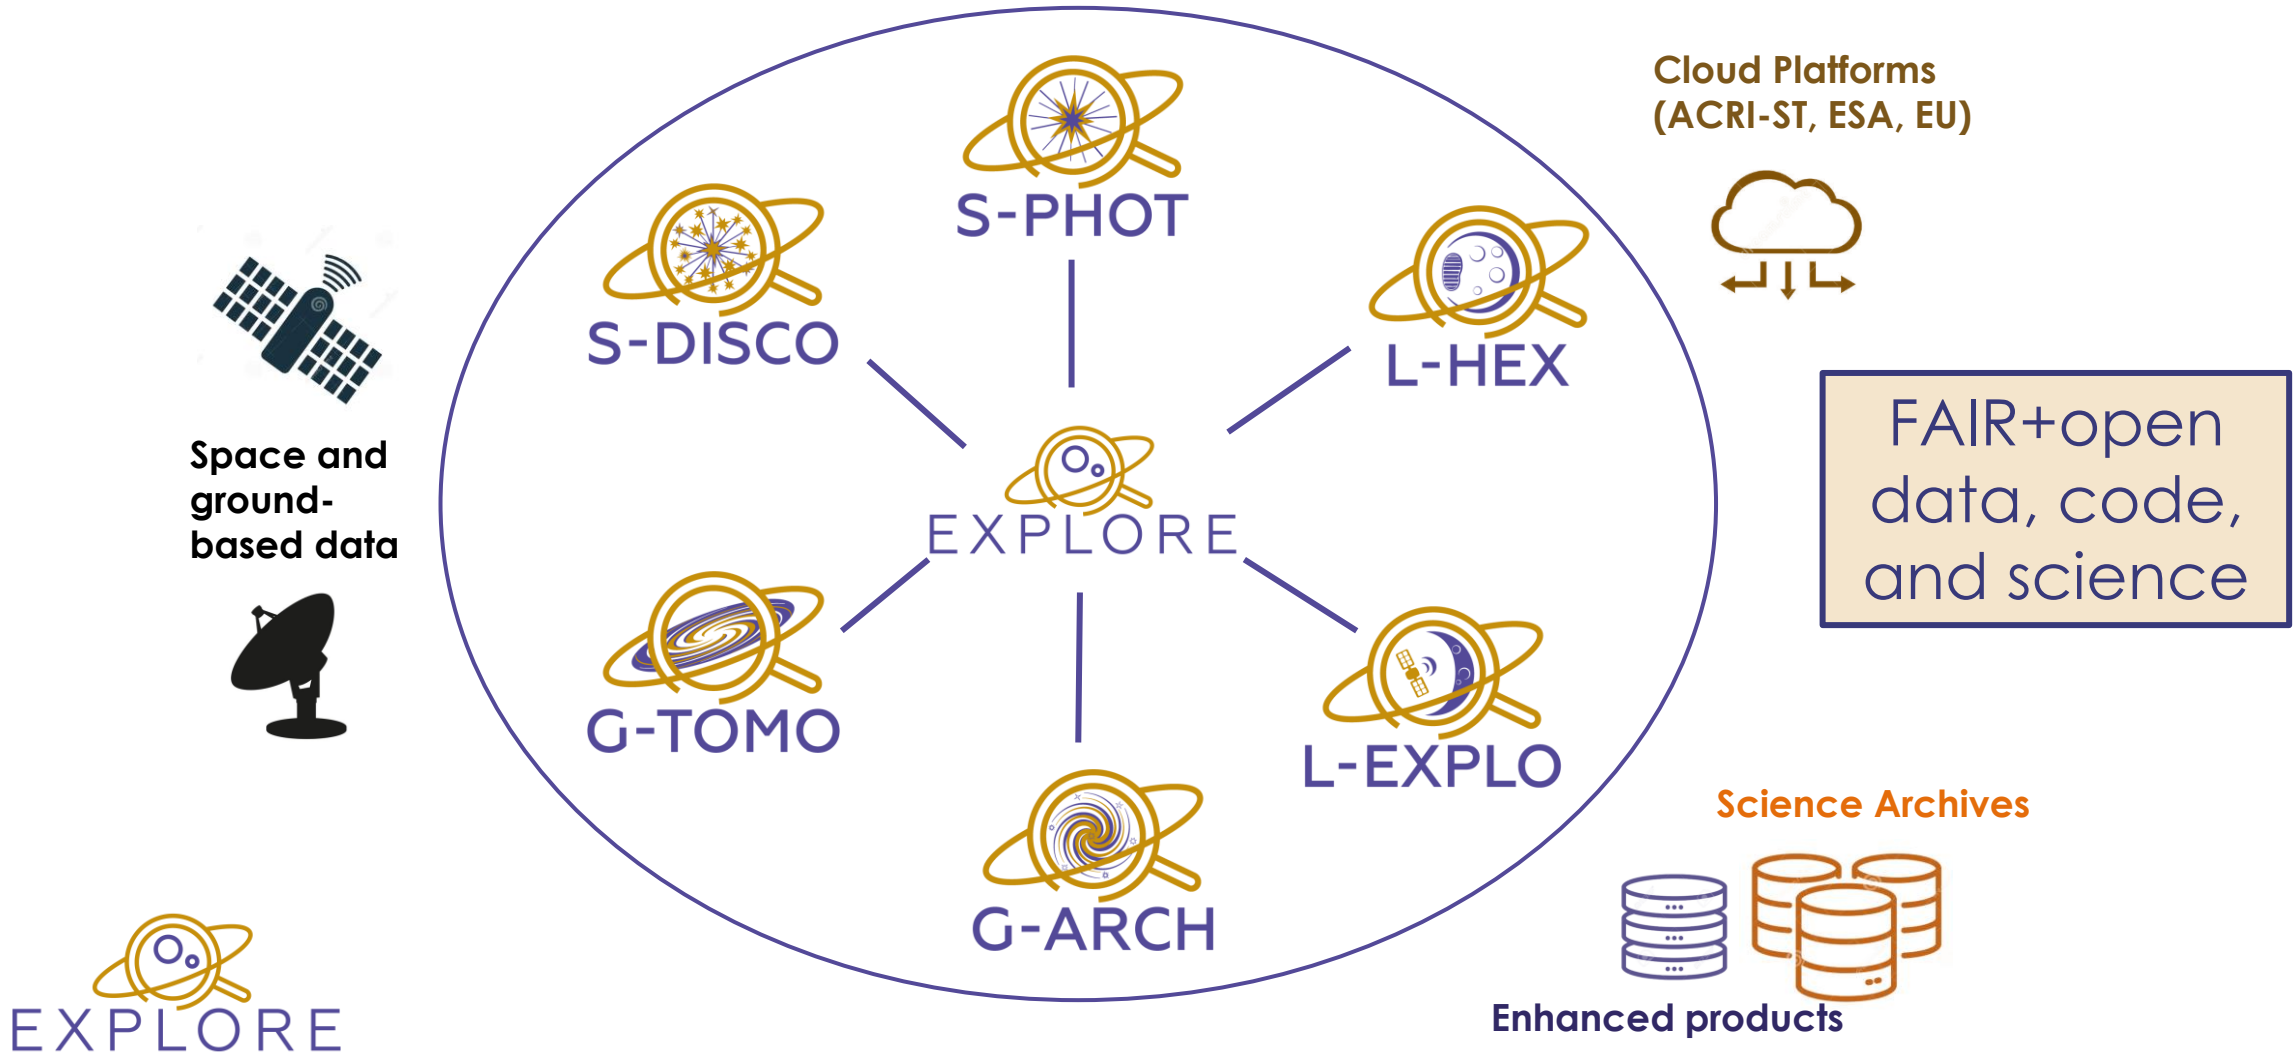 Cloud Platforms
(ACRI-ST, ESA, EU)
S-PHOT
S-DISCO
L-HEX
Space and
ground-
based data
EXPLORE
FAIR+open
data, code,
and science
G-TOMO
L-EXPLO
G-ARCH
Science Archives
Enhanced products
EXPLORE